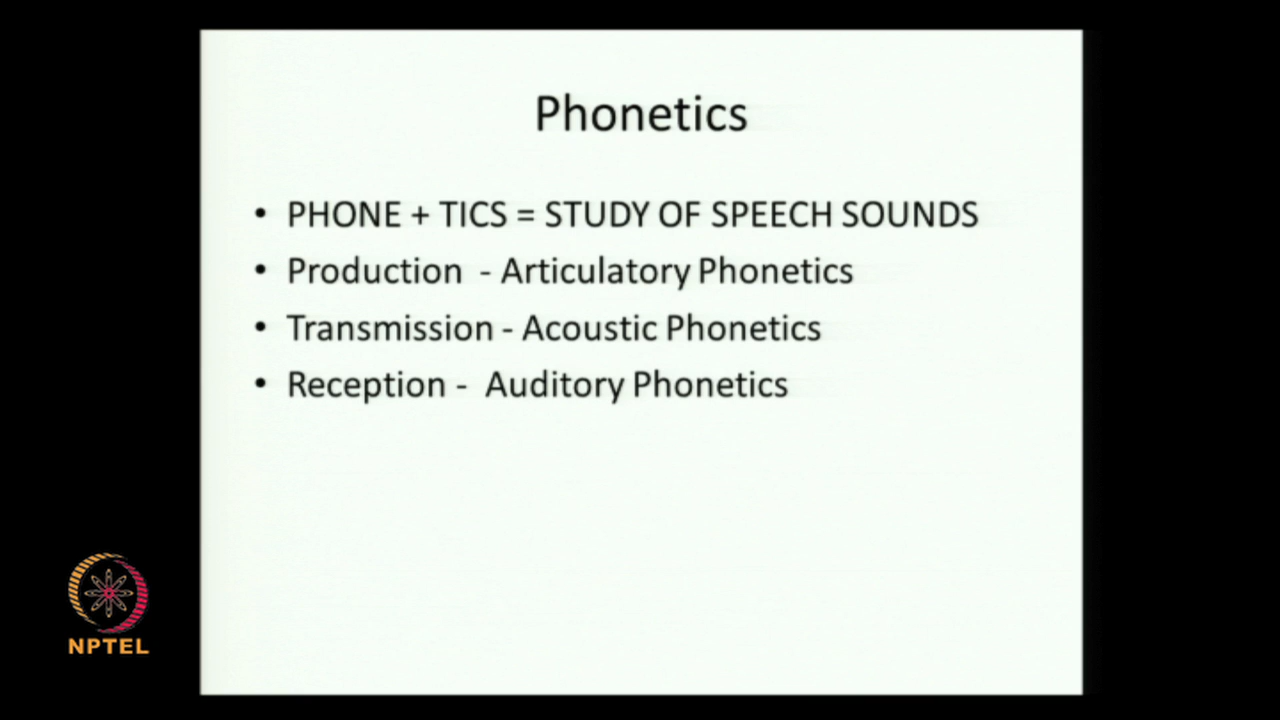 Phonetics
• PHONE + TICS = STUDY OF SPEECH SOUNDS
• Production - Articulatory Phonetics
• Transmission - Acoustic Phonetics
• Reception - Auditory Phonetics
NPTEL